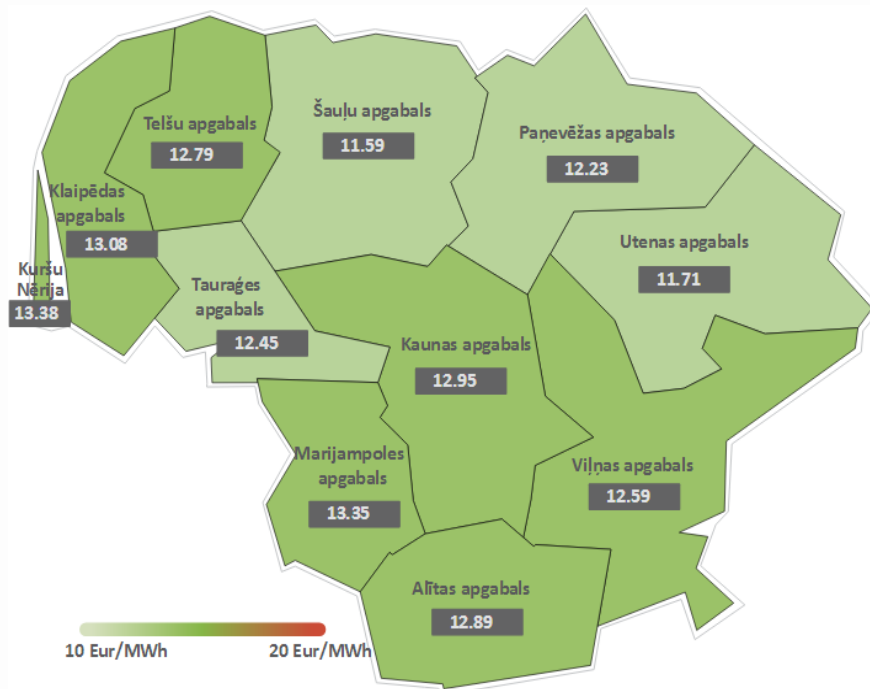 Telšu apgabals
12.79
Šauļu apgabals
11.59
Paņevēžas apgabals
12.23
Klaipēdas
apgabals
13.08
Kuršu
Nērija
13.38
Tauraģes
apgabals
12.45
Utenas apgabals
11.71
Kaunas apgabals
12.95
Marijampoles
apgabals
13.35
Viļņas apgabals
12.59
Alītas apgabals
12.89
10 Eur/MWh
20 Eur/MWh